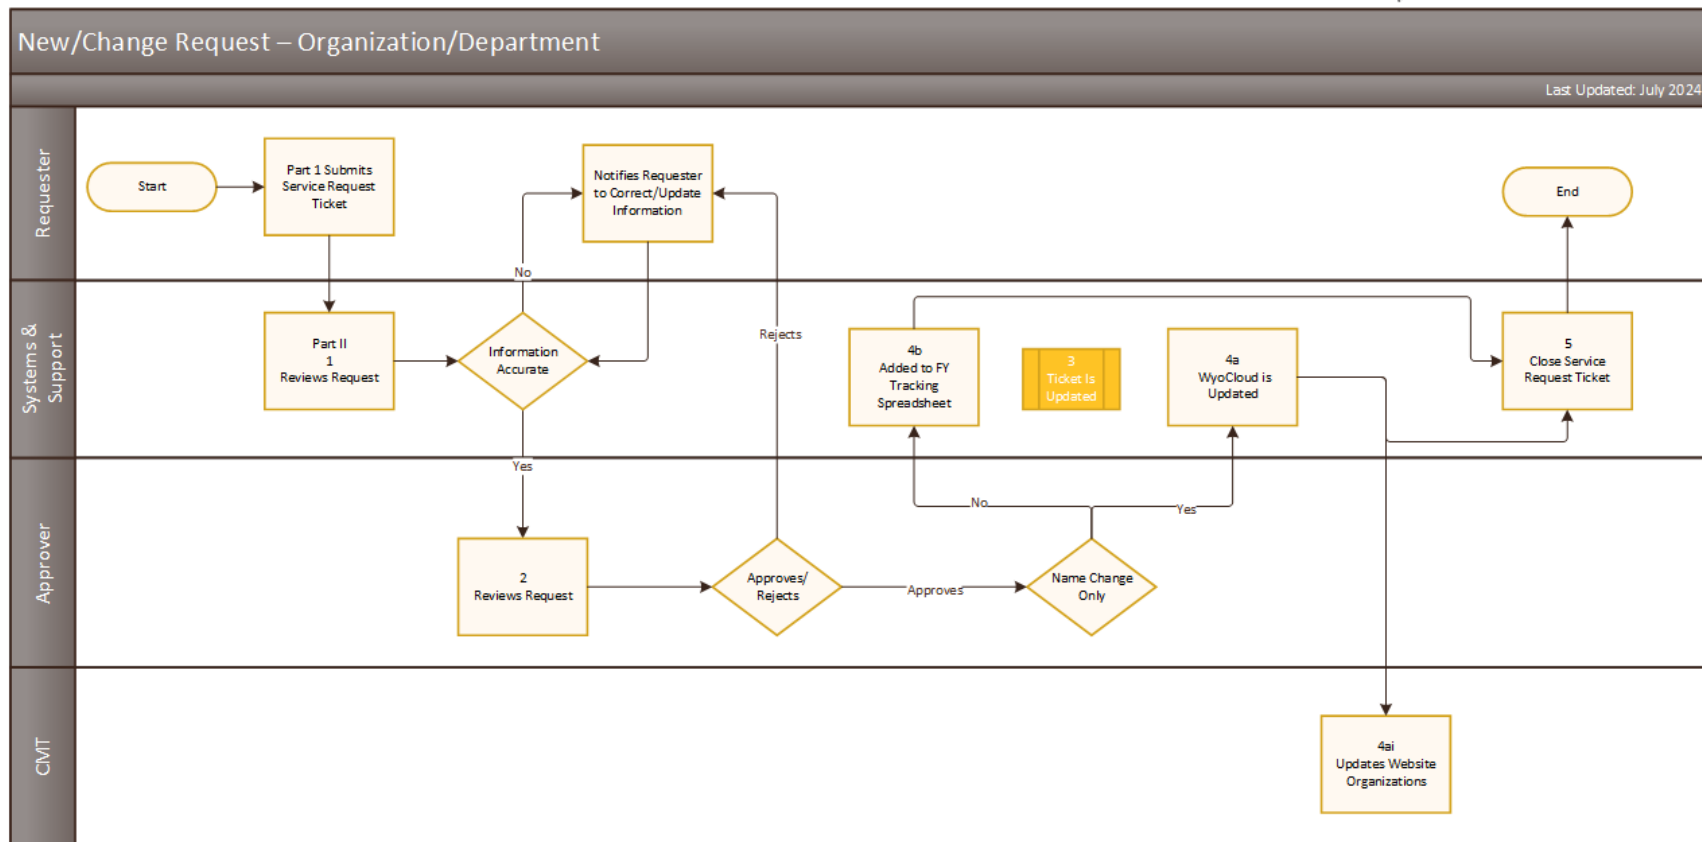 New/Change Request – Organization/Department
Last Updated: July 2024
Requester
Start
Part 1 Submits
Service Request
Ticket
Notifies Requester
to Correct/Update
Information
End
No
Systems &
Support
Part II
1
Reviews Request
Information
Accurate
Rejects
4b
Added to FY
Tracking
Spreadsheet
3
Ticket Is
Updated
4a
WyoCloud is
Updated
5
Close Service
Request Ticket
Yes
Approver
No
Yes
2
Reviews Request
Approves/
Rejects
Approves
Name Change
Only
CMT
4ai
Updates Website
Organizations